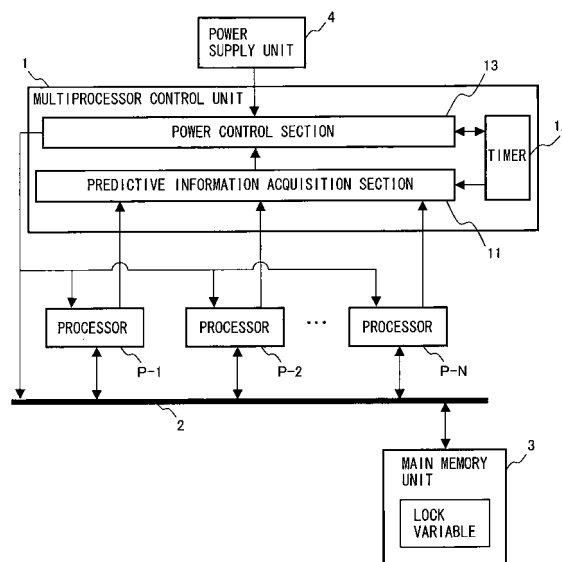 POWER
SUPPLY UNIT
4
1
13
MULTIPROCESSOR CONTROL UNIT
POWER CONTROL SECTION
TIMER
PREDICTIVE INFORMATION ACQUISITION SECTION
11
PROCESSOR
PROCESSOR
...
PROCESSOR
P-1
P-2
P-N
2
3
MAIN MEMORY
UNIT
LOCK
VARIABLE